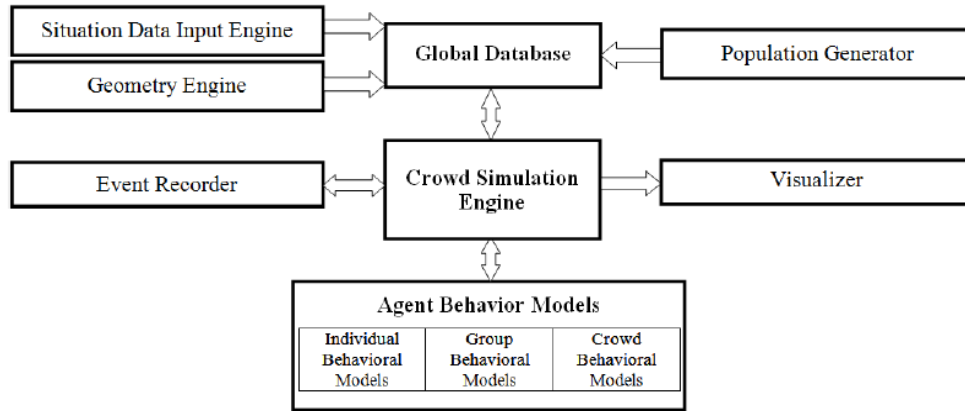 Situation Data Input Engine
Global Database
Population Generator
Geometry Engine
Event Recorder
Crowd Simulation
Engine
Visualizer
Agent Behavior Models
Individual
Behavioral
Models
Group
Behavioral
Models
Crowd
Behavioral
Models